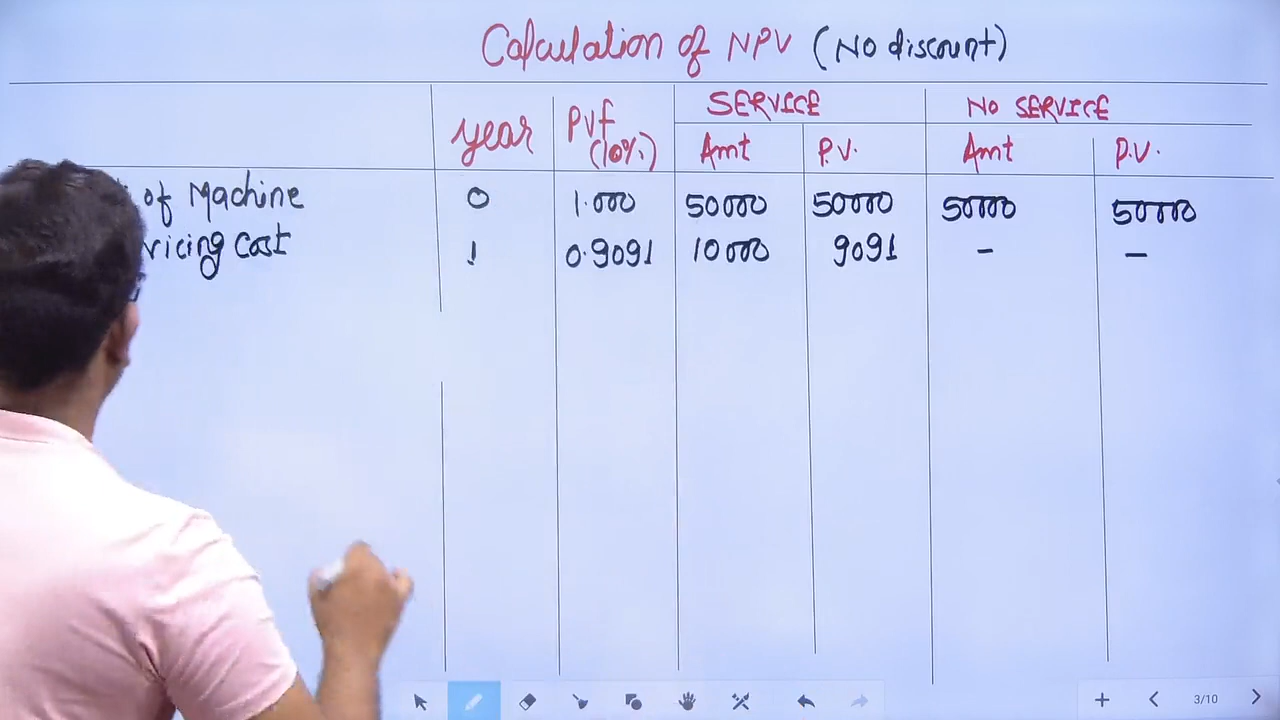 Calculation of NPV (No discount)
year PVf (10%) SERVICE NO SERVICE
Amt P.V. Amt P.V.
of Machine 0 1.000 50000 50000 50000 50000
cost 1 0.9091 10000 9091 - -
3/10